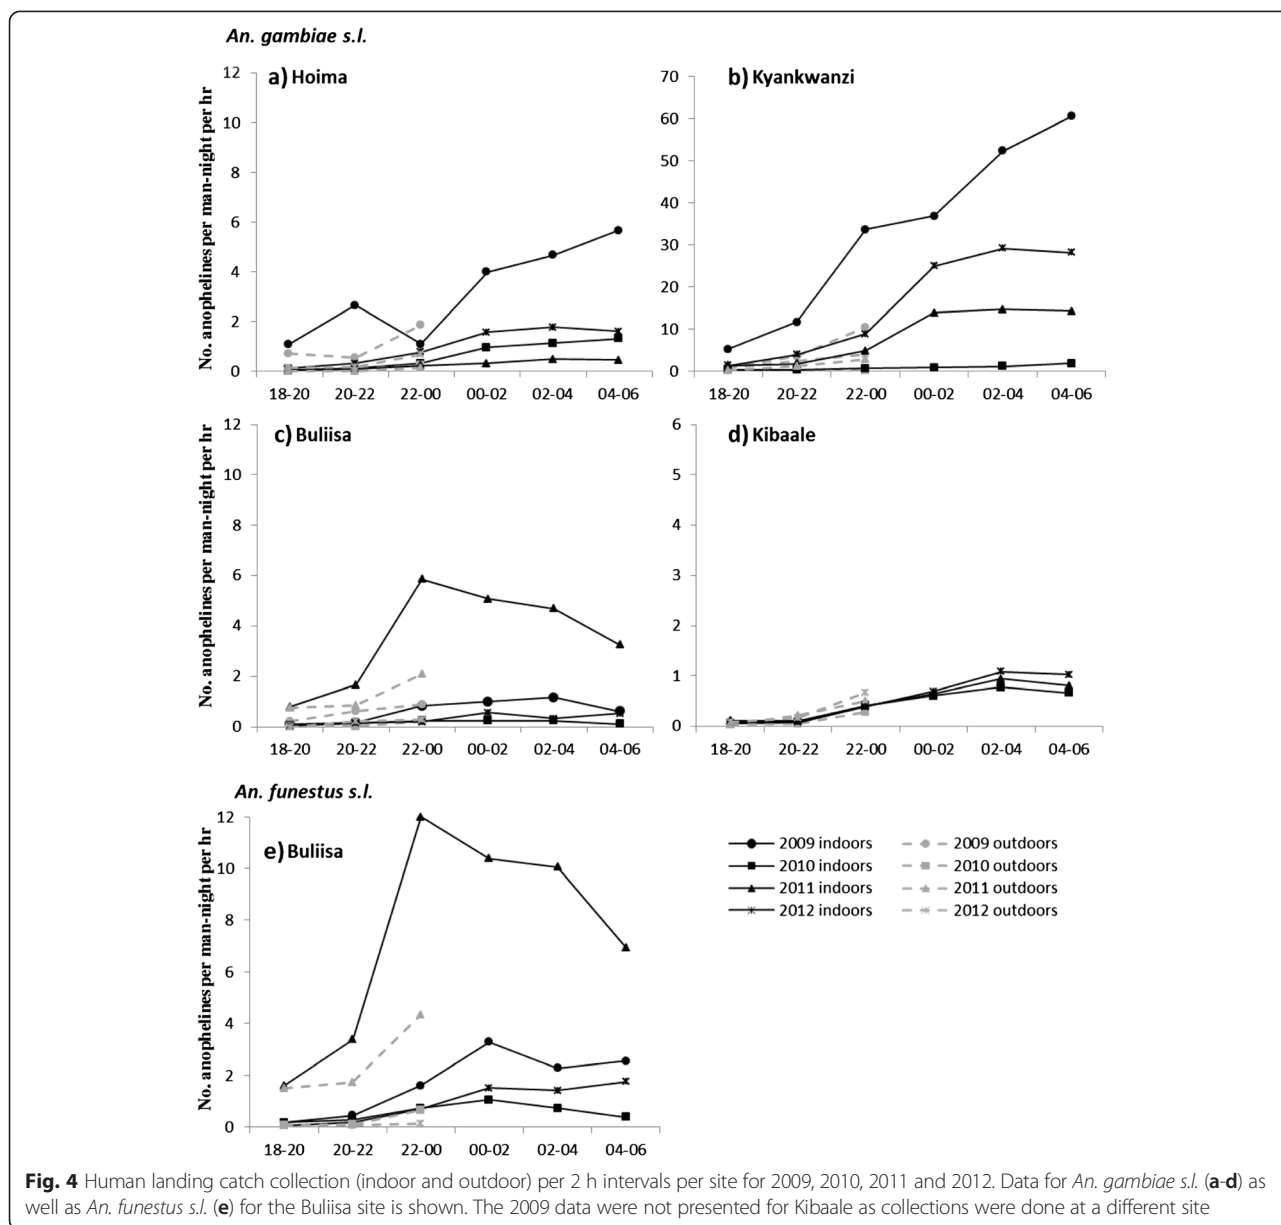 An. gambiae s.l.
a) Hoima
No. anophelines per man-night per hr
12
10
8
6
4
2
0
18-20 20-22 22-00 00-02 02-04 04-06
b) Kyankwanzi
70
60
50
40
30
20
10
0
18-20 20-22 22-00 00-02 02-04 04-06
c) Buliisa
No. anophelines per man-night per hr
12
10
8
6
4
2
0
18-20 20-22 22-00 00-02 02-04 04-06
d) Kibaale
6
5
4
3
2
1
0
18-20 20-22 22-00 00-02 02-04 04-06
An. funestus s.l.
e) Buliisa
No. anophelines per man-night per hr
12
10
8
6
4
2
0
18-20 20-22 22-00 00-02 02-04 04-06
2009 indoors 2009 outdoors
2010 indoors 2010 outdoors
2011 indoors 2011 outdoors
2012 indoors 2012 outdoors
Fig. 4 Human landing catch collection (indoor and outdoor) per 2 h intervals per site for 2009, 2010, 2011 and 2012. Data for An. gambiae s.l. (a-d) as
well as An. funestus s.l. (e) for the Buliisa site is shown. The 2009 data were not presented for Kibaale as collections were done at a different site